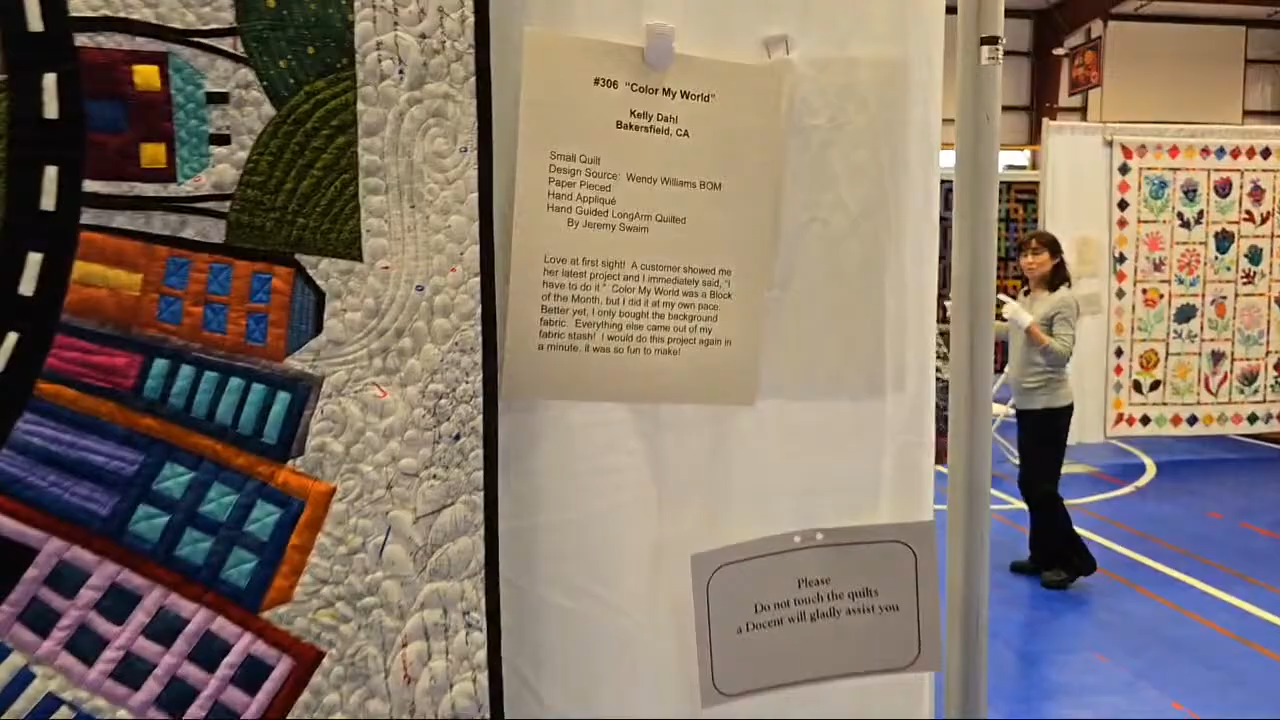 #306 "Color My World"
Kelly Dahl
Bakersfield, CA
Small Quilt
Design Source: Wendy Williams BOM
Paper Pieced
Hand Appliqué
Hand Guided LongArm Quilted
By Jeremy Swaim
Love at first sight! A customer showed me
her latest project and I immediately said, "I
have to do it." Color My World was a Block
of the Month, but I did it at my own pace.
Better yet, I only bought the background
fabric. Everything else came out of my
fabric stash! I would do this project again in
a minute, it was so fun to make!
Please
Do not touch the quilts
a Docent will gladly assist you